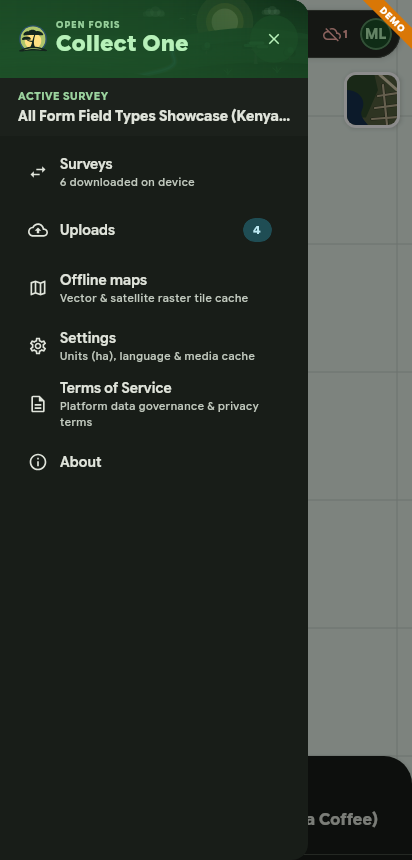 OPEN FORIS
Collect One
1
ML
DEMO
ACTIVE SURVEY
All Form Field Types Showcase (Kenya...
Surveys
6 downloaded on device
Uploads
4
Offline maps
Vector & satellite raster tile cache
Settings
Units (ha), language & media cache
Terms of Service
Platform data governance & privacy
terms
About
a Coffee)